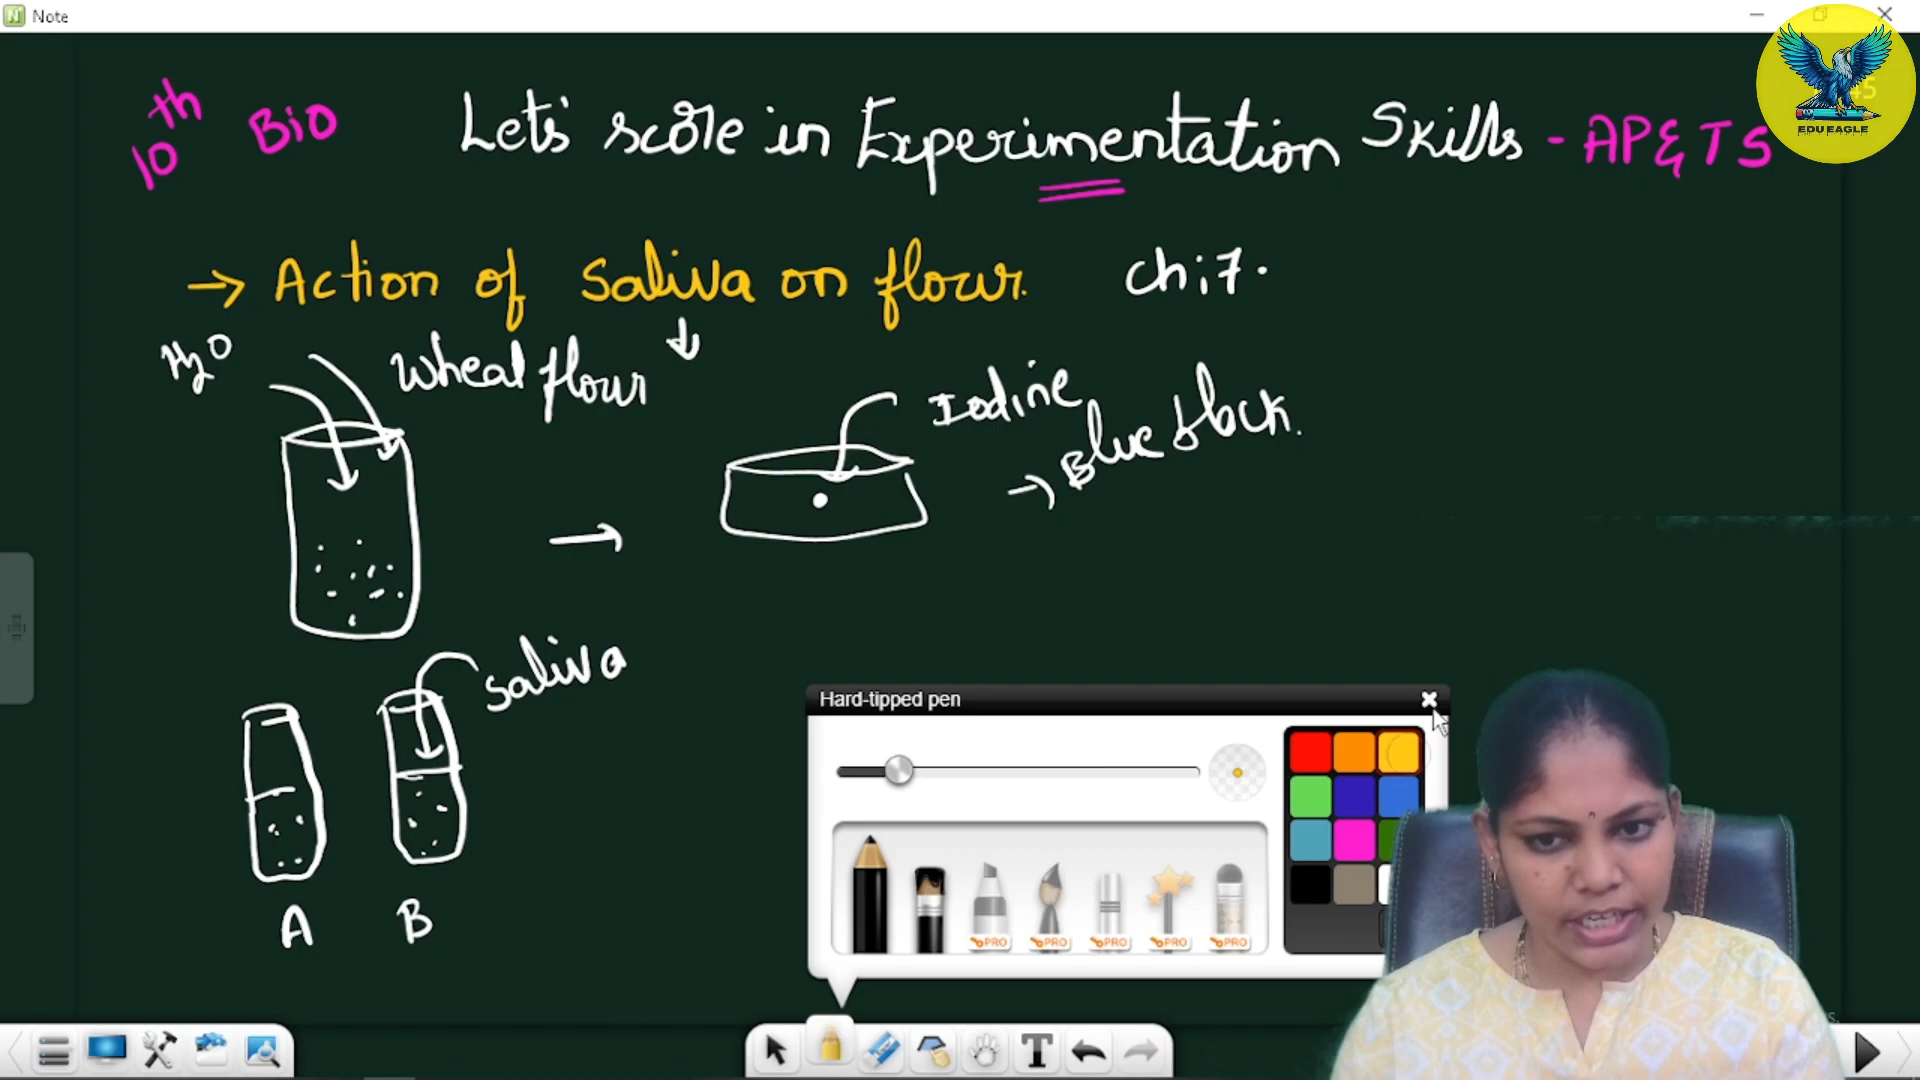 Note
10th Bio Let's score in Experimentation Skills - AP & TS
EDU EAGLE
→ Action of Saliva on flour. Ch:7.
H2O
Wheat flour
Iodine
→ Blue black.
Saliva
A B
Hard-tipped pen
PRO PRO PRO PRO PRO
T